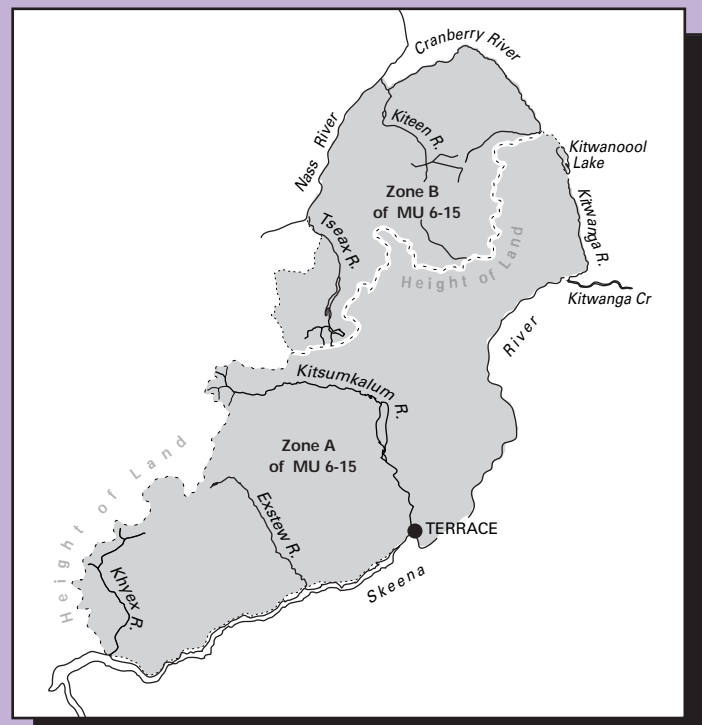 Cranberry River
Nass River
Kiteen R.
Kitwanoool
Lake
Zone B
of MU 6-15
Kitwanga R.
Tseax R.
Height of Land
Kitwanga Cr
River
Kitsumkalum R.
Zone A
of MU 6-15
Height of Land
Exstew R.
TERRACE
Skeena
Khyex R.